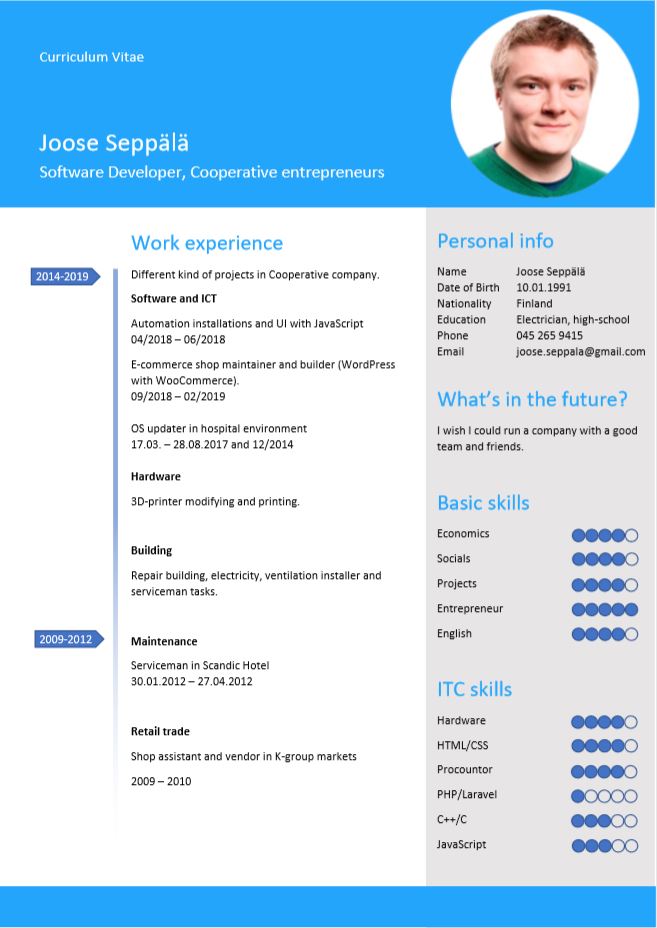 Curriculum Vitae
Joose Seppälä
Software Developer, Cooperative entrepreneurs
Work experience
2014-2019
Different kind of projects in Cooperative company.
Software and ICT
Automation installations and UI with JavaScript
04/2018 – 06/2018
E-commerce shop maintainer and builder (WordPress
with WooCommerce).
09/2018 – 02/2019
OS updater in hospital environment
17.03. – 28.08.2017 and 12/2014
Hardware
3D-printer modifying and printing.
Building
Repair building, electricity, ventilation installer and
serviceman tasks.
2009-2012
Maintenance
Serviceman in Scandic Hotel
30.01.2012 – 27.04.2012
Retail trade
Shop assistant and vendor in K-group markets
2009 – 2010
Personal info
Name Joose Seppälä
Date of Birth 10.01.1991
Nationality Finland
Education Electrician, high-school
Phone 045 265 9415
Email joose.seppala@gmail.com
What's in the future?
I wish I could run a company with a good
team and friends.
Basic skills
Economics
Socials
Projects
Entrepreneur
English
ITC skills
Hardware
HTML/CSS
Procountor
PHP/Laravel
C++/C
JavaScript